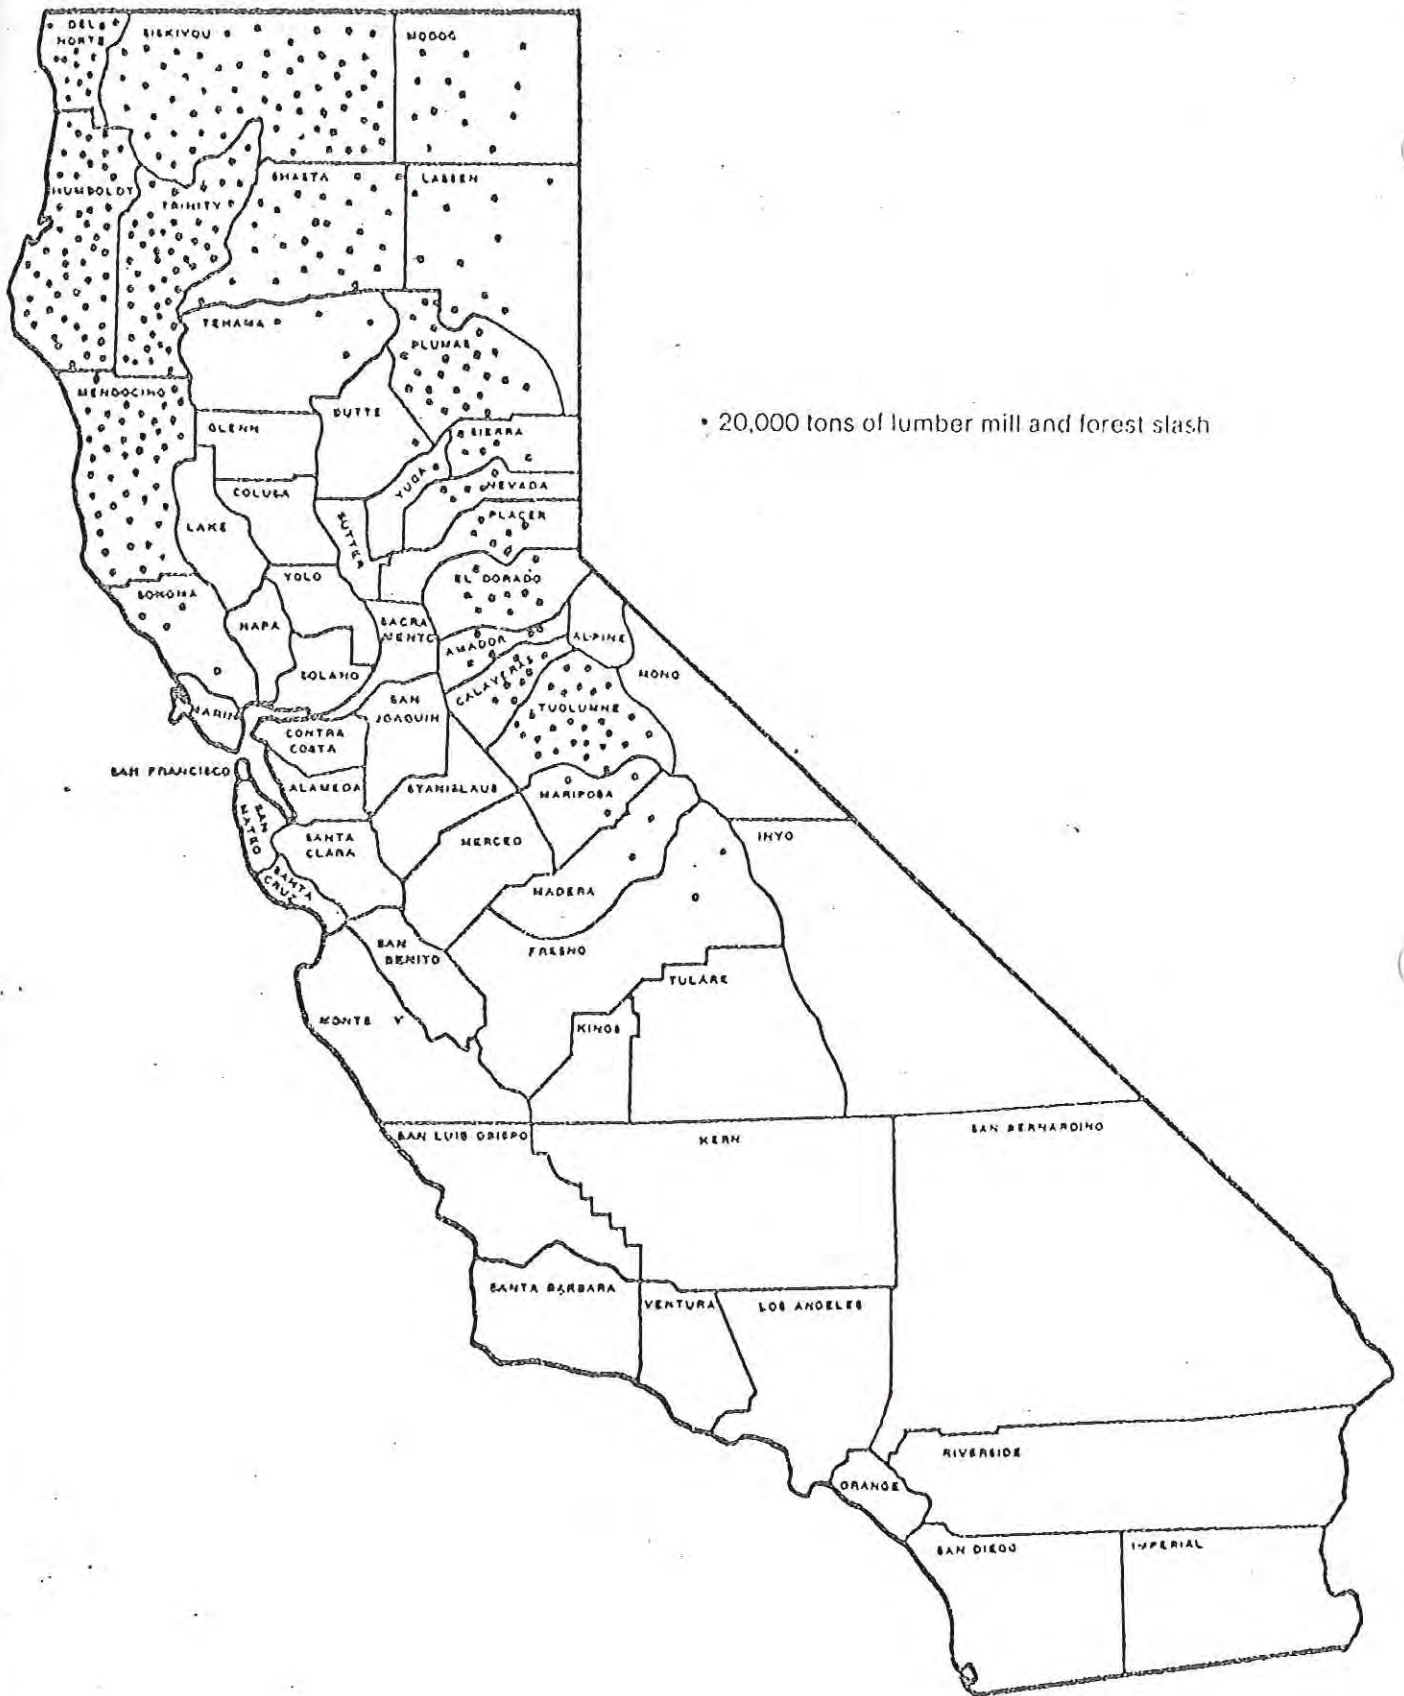 DEL
NORTE
SISKIYOU
MODOC
HUMBOLDT
TRINITY
SHASTA
LASSEN
TEHAMA
PLUMAS
MENDOCINO
GLENN
BUTTE
SIERRA
• 20,000 tons of lumber mill and forest slash
COLUSA
YUBA
NEVADA
LAKE
SUTTER
PLACER
YOLO
EL DORADO
SONOMA
NAPA
SACRA
MENTO
AMADOR
ALPINE
SOLANO
CALAVERAS
MONO
MARIN
SAN
JOAQUIN
TUOLUMNE
CONTRA
COSTA
SAN FRANCISCO
ALAMEDA
STANISLAUS
MARIPOSA
SAN
MATEO
SANTA
CLARA
MERCED
INYO
SANTA
CRUZ
MADERA
SAN
BENITO
FRESNO
TULARE
MONTE Y
KINGS
SAN LUIS OBISPO
KERN
SAN BERNARDINO
SANTA BARBARA
VENTURA
LOS ANGELES
RIVERSIDE
ORANGE
SAN DIEGO
IMPERIAL